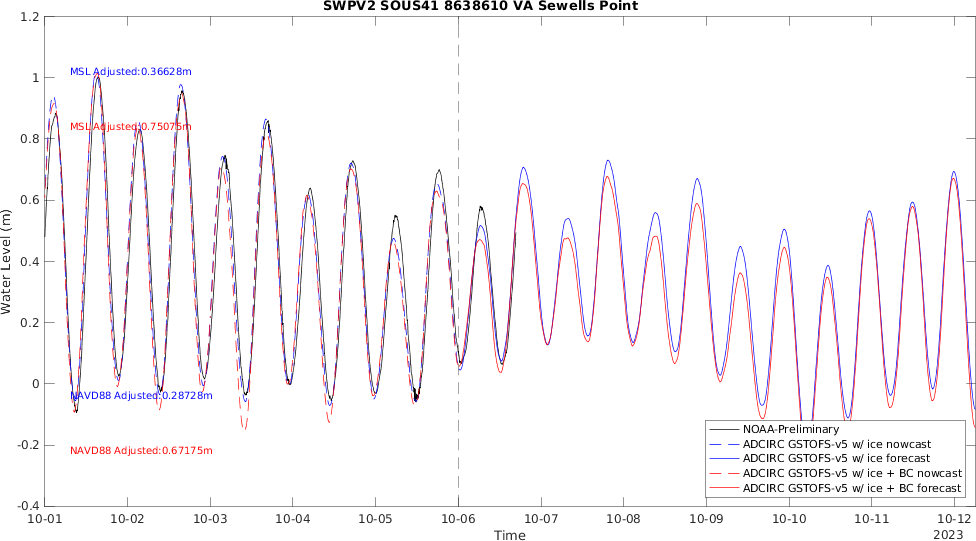 SWPV2 SOUS41 8638610 VA Sewells Point
1.2
1
0.8
0.6
0.4
0.2
0
-0.2
-0.4
Water Level (m)
MSL Adjusted:0.36628m
MSL Adjusted:0.75075m
NAVD88 Adjusted:0.28728m
NAVD88 Adjusted:0.67175m
NOAA-Preliminary
ADCIRC GSTOFS-v5 w/ ice nowcast
ADCIRC GSTOFS-v5 w/ ice forecast
ADCIRC GSTOFS-v5 w/ ice + BC nowcast
ADCIRC GSTOFS-v5 w/ ice + BC forecast
10-01 10-02 10-03 10-04 10-05 10-06 10-07 10-08 10-09 10-10 10-11 10-12
2023
Time